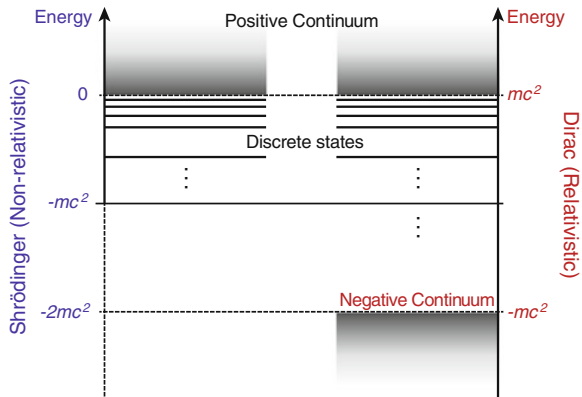 Energy
Positive Continuum
Energy
0
mc²
Discrete states
-mc²
Negative Continuum
-2mc²
-mc²
Shrödinger (Non-relativistic)
Dirac (Relativistic)